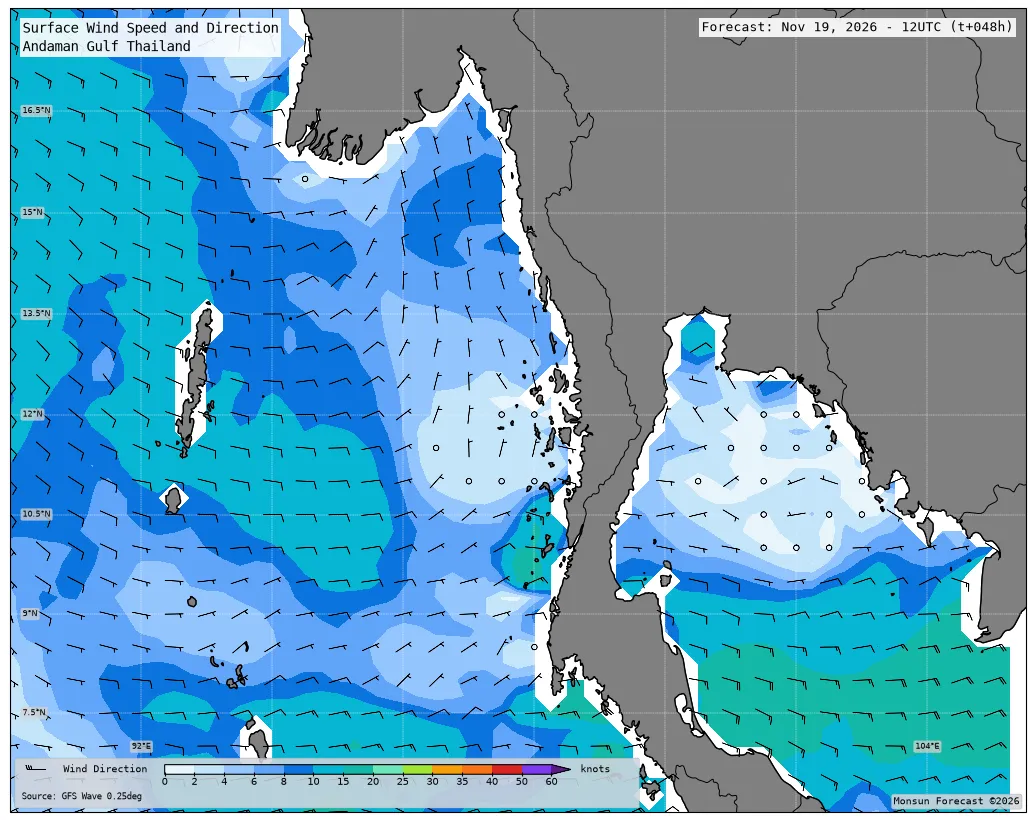 Surface Wind Speed and Direction
Andaman Gulf Thailand
Forecast: Nov 19, 2026 - 12UTC (t+048h)
16.5°N
15°N
13.5°N
12°N
10.5°N
9°N
7.5°N
92°E
104°E
Wind Direction
0 2 4 6 8 10 15 20 25 30 35 40 50 60
knots
Source: GFS Wave 0.25deg
Monsun Forecast ©2026